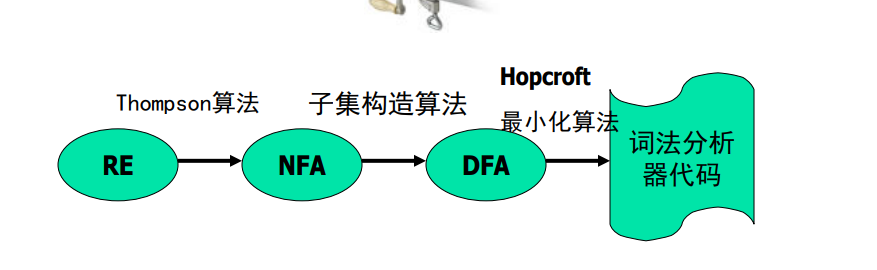 Hopcroft
Thompson算法
子集构造算法
最小化算法
RE
NFA
DFA
词法分析
器代码